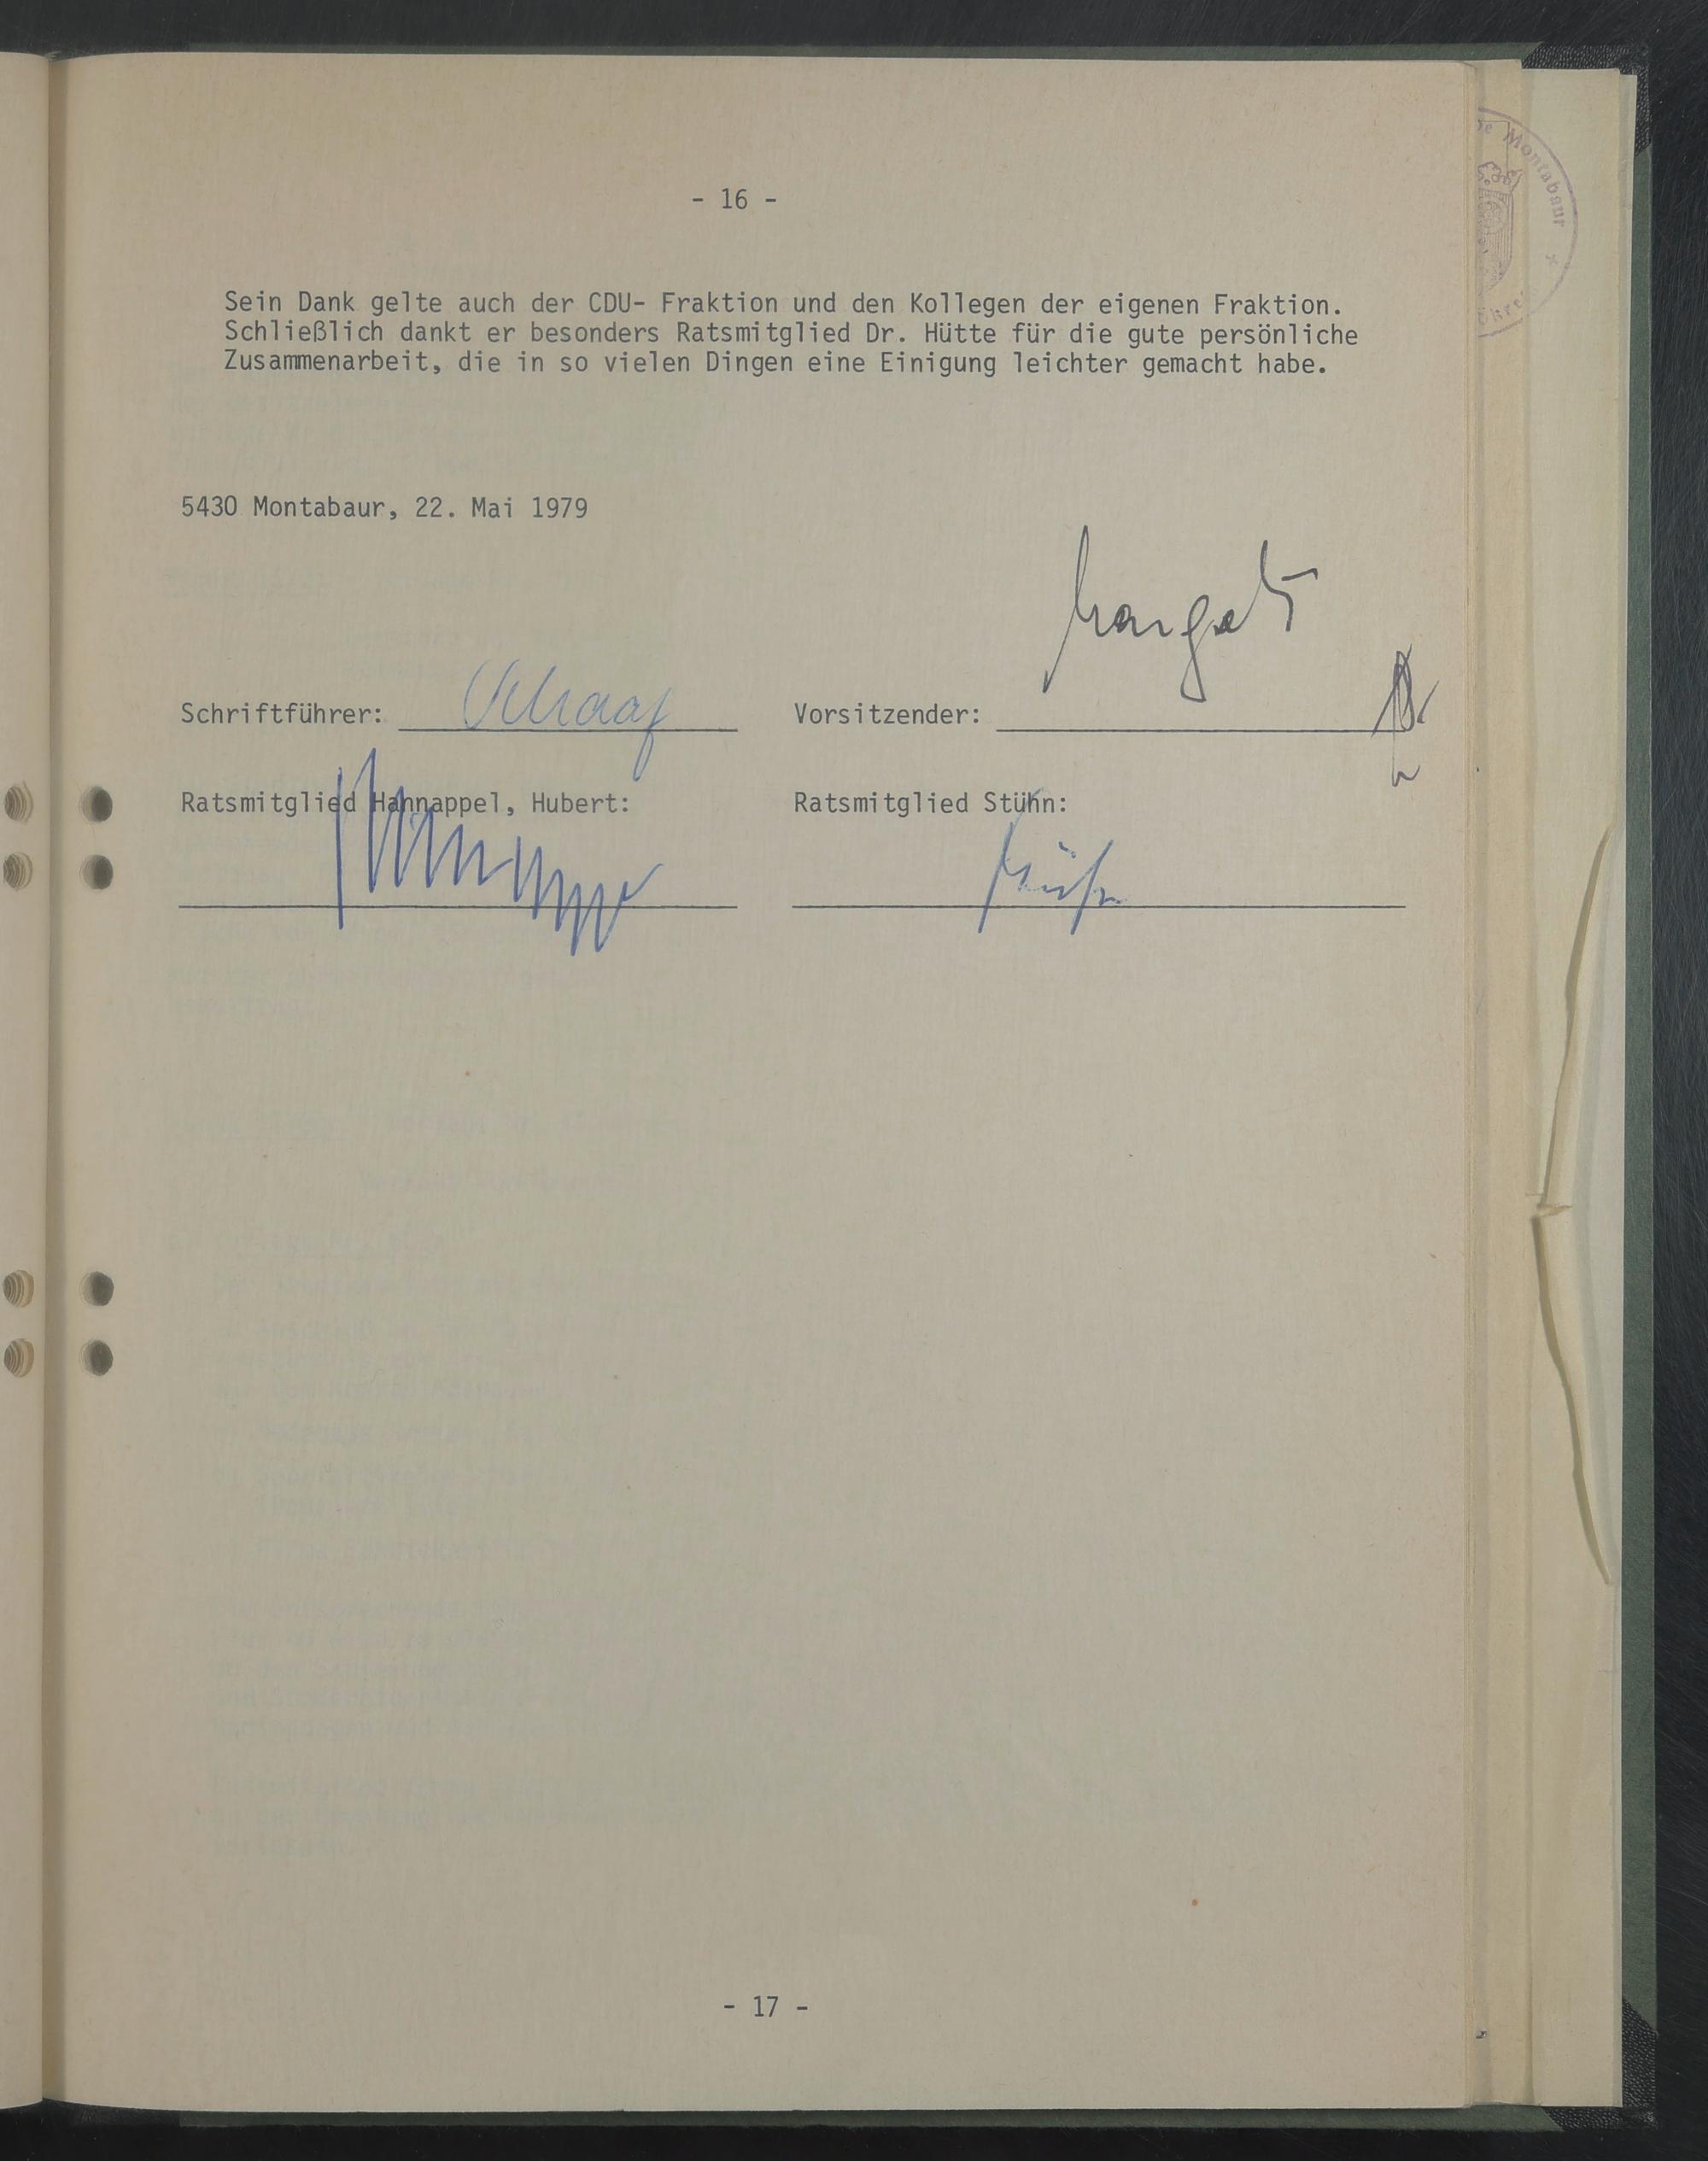 - 16 -
Sein Dank gelte auch der CDU- Fraktion und den Kollegen der eigenen Fraktion.
Schließlich dankt er besonders Ratsmitglied Dr. Hütte für die gute persönliche
Zusammenarbeit, die in so vielen Dingen eine Einigung leichter gemacht habe.
5430 Montabaur, 22. Mai 1979
Schriftführer: Schaaf Vorsitzender:
Ratsmitglied Hannappel, Hubert: Ratsmitglied Stühn:
- 17 -
Montabaur